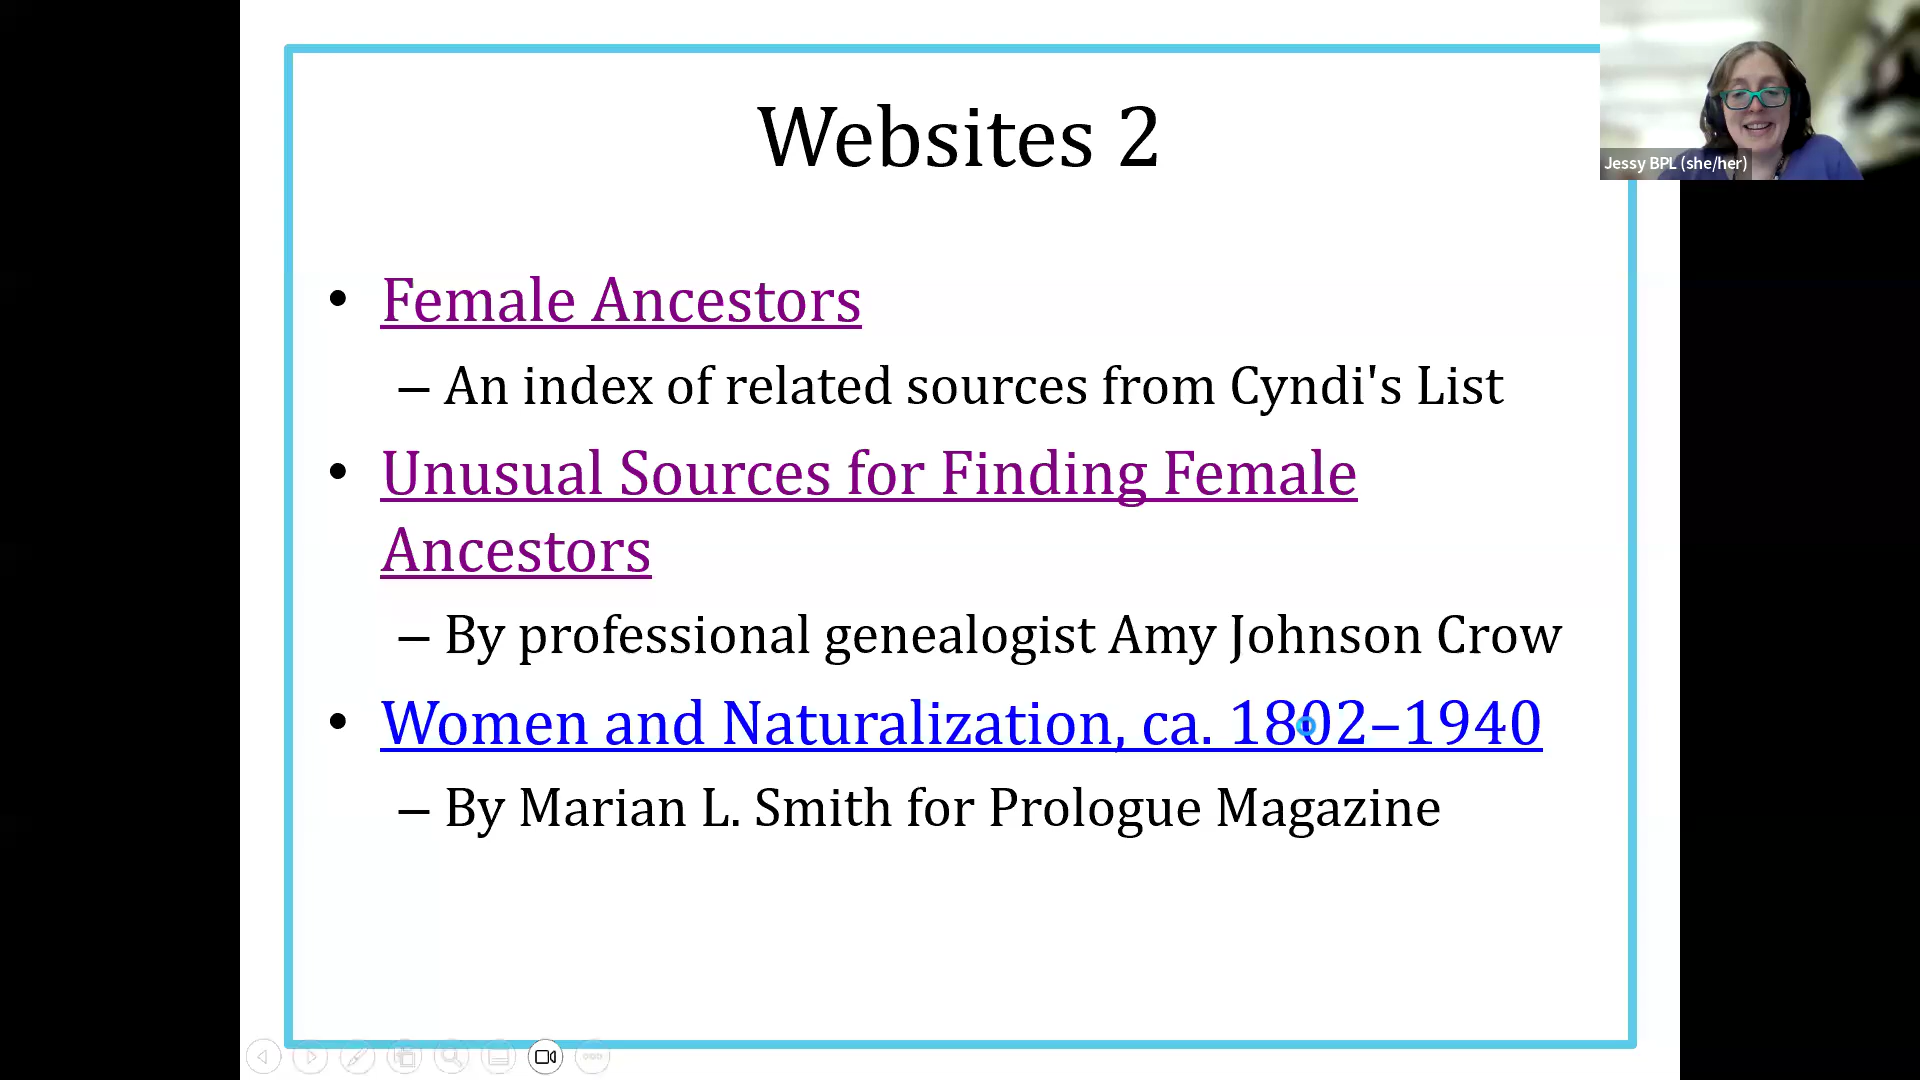 Websites 2
• Female Ancestors
– An index of related sources from Cyndi's List
• Unusual Sources for Finding Female
Ancestors
– By professional genealogist Amy Johnson Crow
• Women and Naturalization, ca. 1802–1940
– By Marian L. Smith for Prologue Magazine
Jessy BPL (she/her)